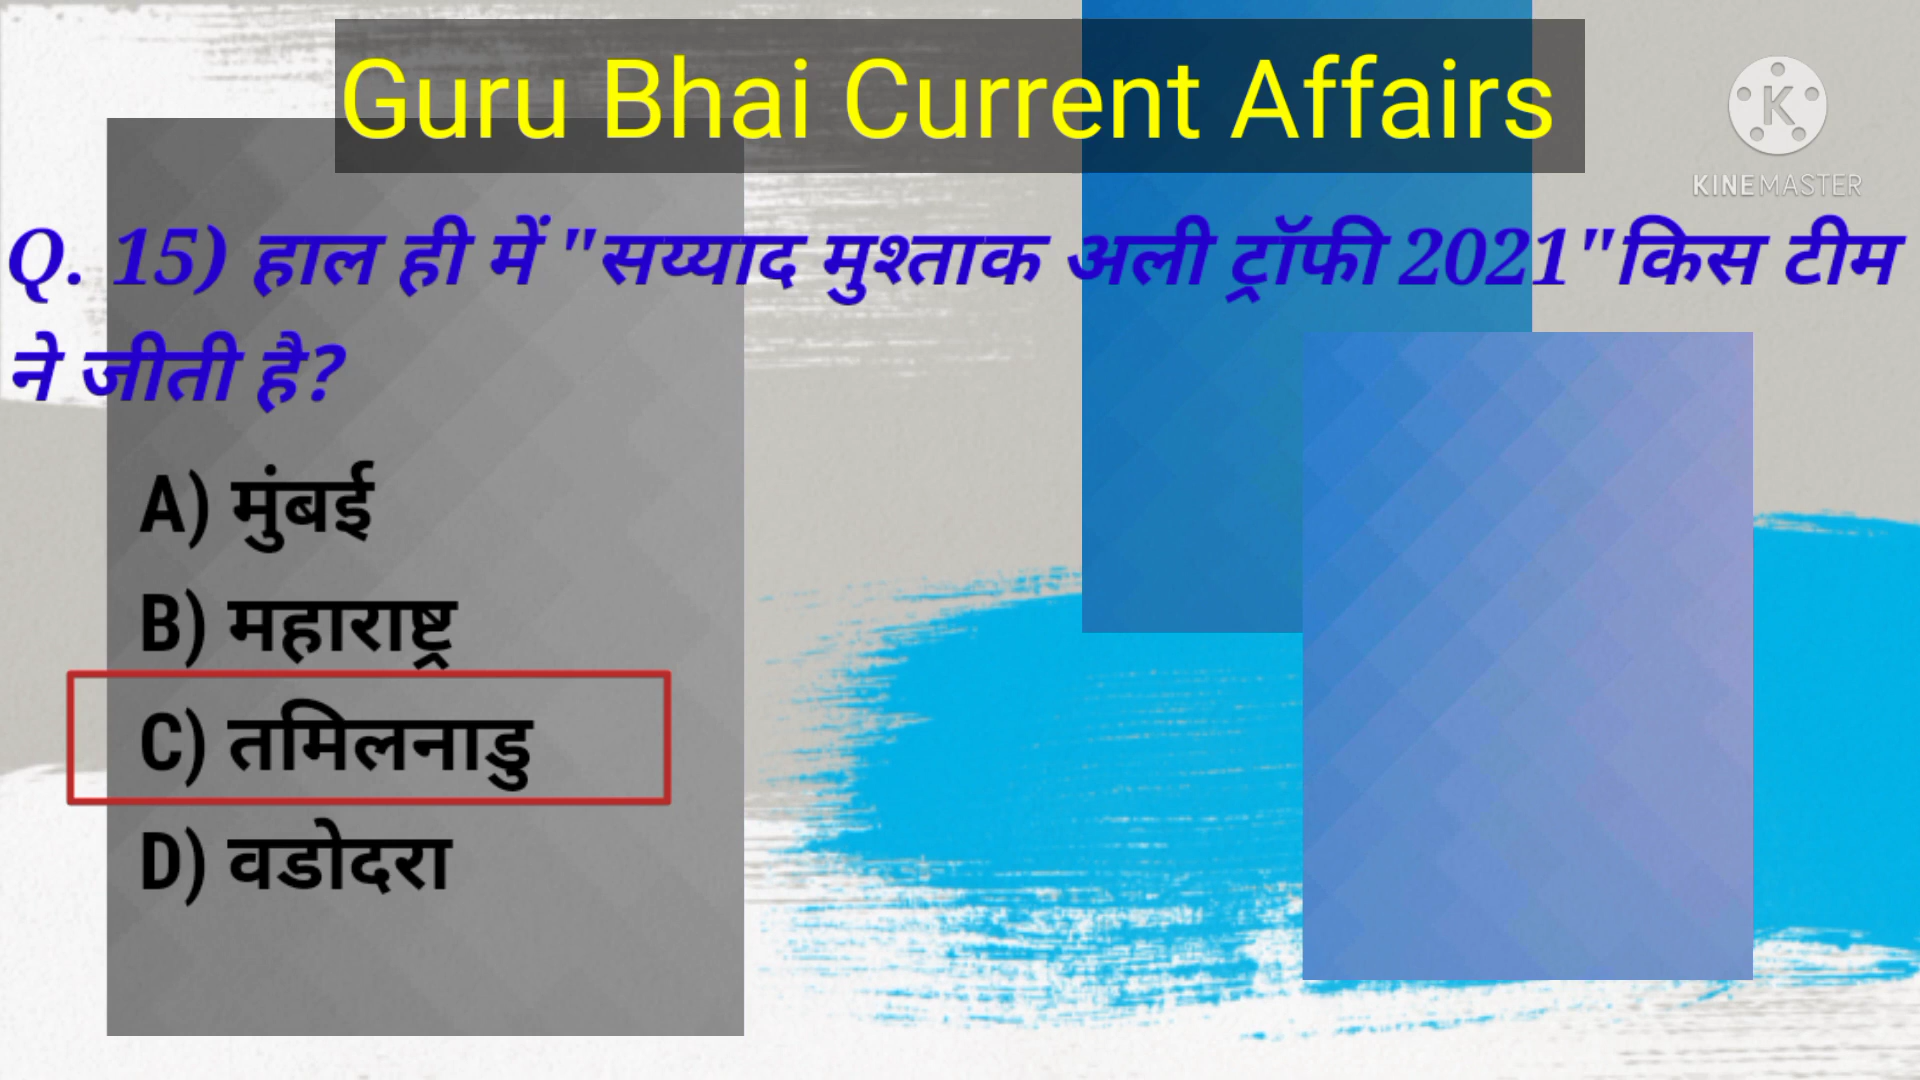 Guru Bhai Current Affairs
KINEMASTER
Q. 15) हाल ही में "सय्याद मुश्ताक अली ट्रॉफी 2021"किस टीम
ने जीती है?
A) मुंबई
B) महाराष्ट्र
C) तमिलनाडु
D) वडोदरा